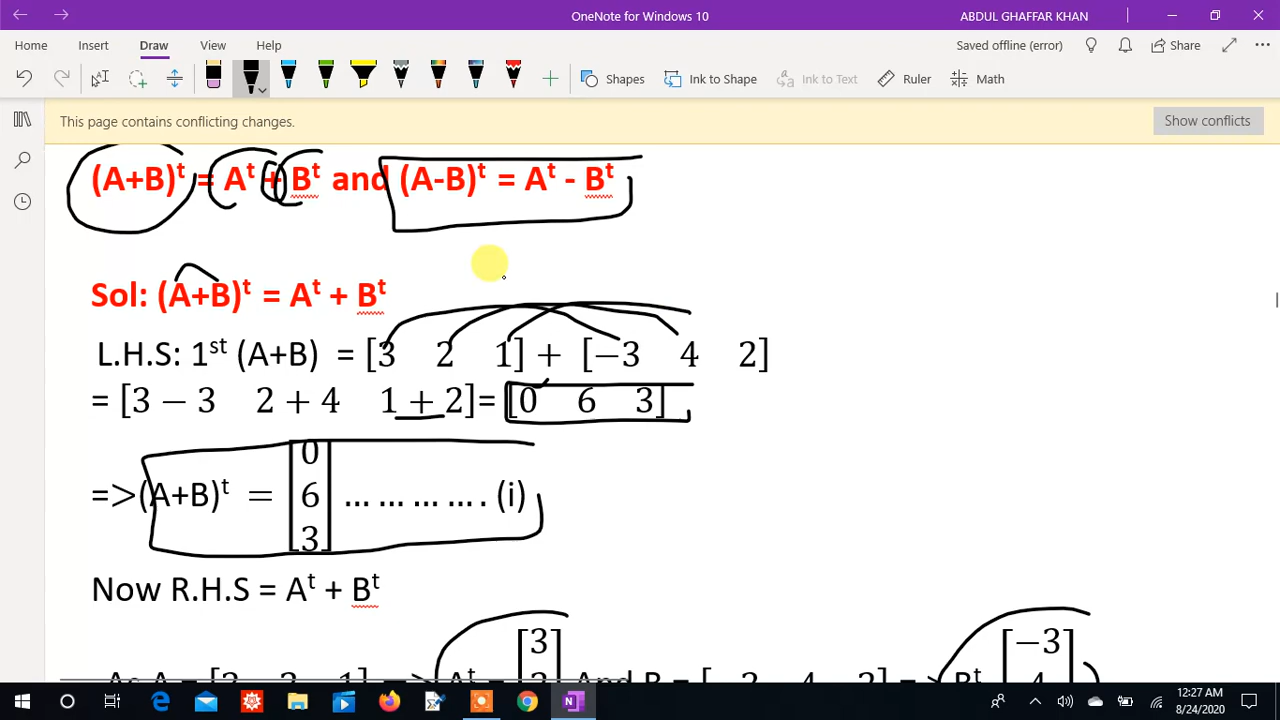 OneNote for Windows 10
ABDUL GHAFFAR KHAN
Home Insert Draw View Help
Saved offline (error) Share
Shapes Ink to Shape Ink to Text Ruler Math
This page contains conflicting changes. Show conflicts
(A+B)ᵗ = Aᵗ + Bᵗ and (A-B)ᵗ = Aᵗ - Bᵗ
Sol: (A+B)ᵗ = Aᵗ + Bᵗ
L.H.S: 1ˢᵗ (A+B) = [3 2 1] + [−3 4 2]
= [3 − 3 2 + 4 1 + 2]= [0 6 3]
=>(A+B)ᵗ = [0 6 3] … … … … . (i)
Now R.H.S = Aᵗ + Bᵗ
[3
[−3]
Aᵗ = And B = Bᵗ
12:27 AM
8/24/2020